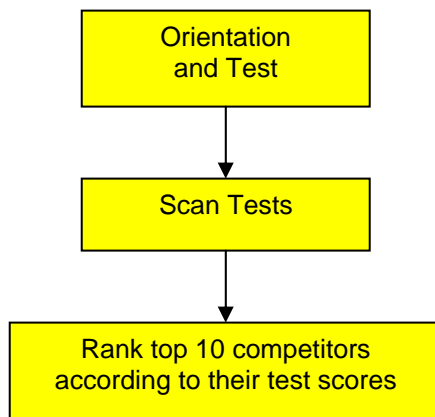 Orientation
and Test
Scan Tests
Rank top 10 competitors
according to their test scores